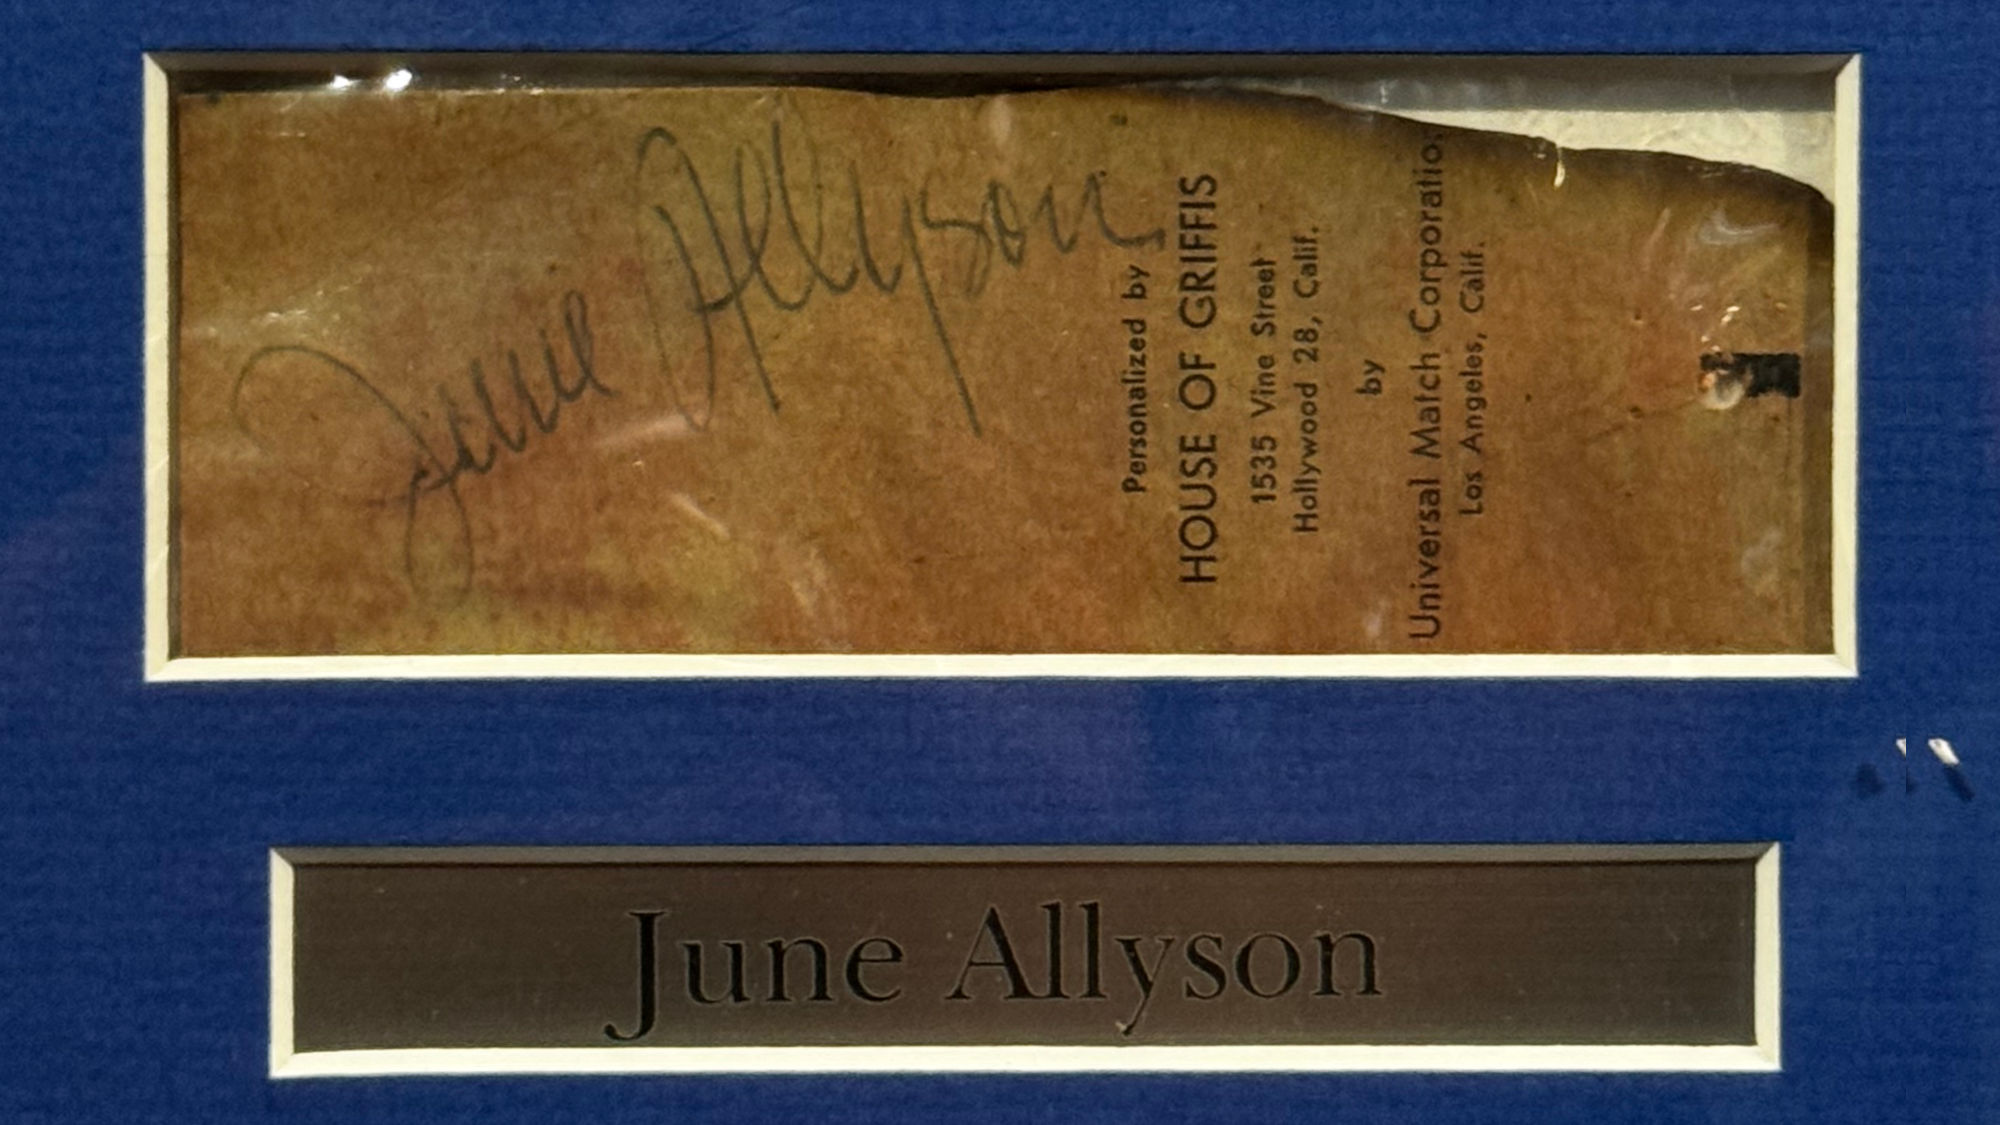 June Allyson
Personalized by
HOUSE OF GRIFFIS
1535 Vine Street
Hollywood 28, Calif.
by
Universal Match Corporatio
Los Angeles, Calif.
June Allyson